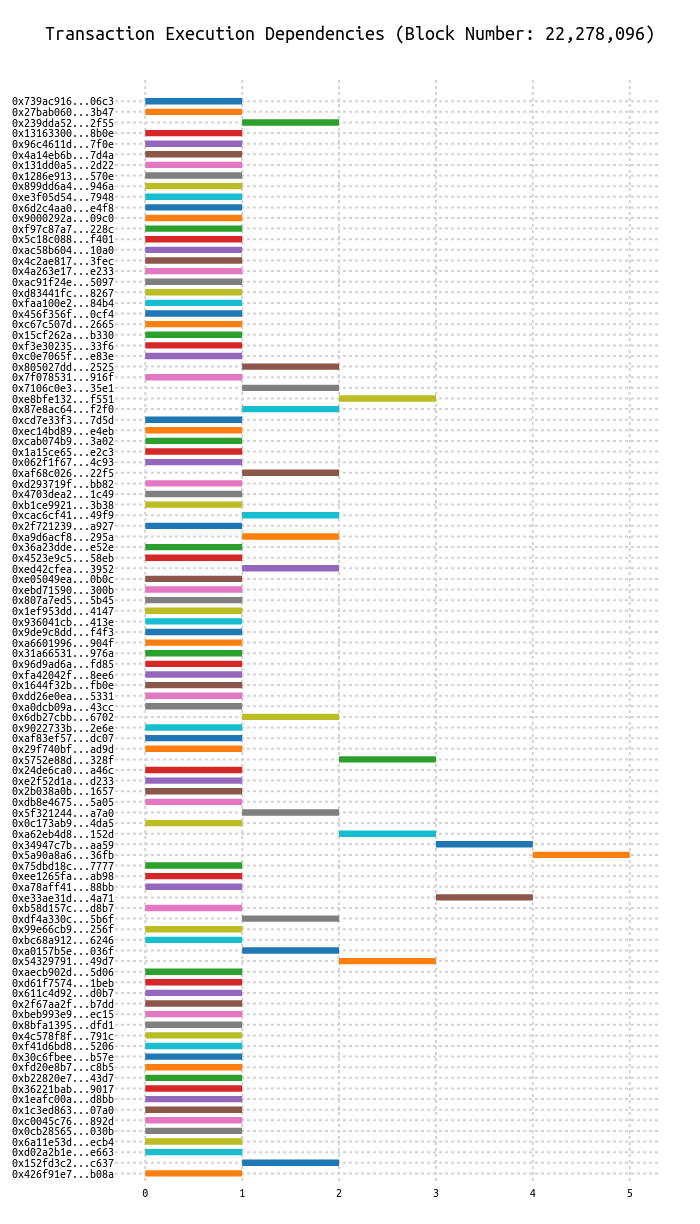 Transaction Execution Dependencies (Block Number: 22,278,096)
0x739ac916...06c3
0x27bab060...3b47
0x239dda52...2f55
0x13163300...8b0e
0x96c4611d...7f0e
0x4a14eb6b...7d4a
0x131dd0a5...2d22
0x1286e913...570e
0x899dd6a4...946a
0xe3f05d54...7948
0x6d2c4aa0...e4f8
0x9000292a...09c0
0xf97c87a7...228c
0x5c18c088...f401
0xac58b604...10a0
0x4c2ae817...3fec
0x4a263e17...e233
0xac91f24e...5097
0xd83441fc...8267
0xfaa100e2...84b4
0x456f356f...0cf4
0xc67c507d...2665
0x15cf262a...b330
0xf3e30235...33f6
0xc0e7065f...e83e
0x805027dd...2525
0x7f078531...916f
0x7106c0e3...35e1
0xe8bfe132...f551
0x87e8ac64...f2f0
0xcd7e33f3...7d5d
0xec14bd89...e4eb
0xcab074b9...3a02
0x1a15ce65...e2c3
0x062f1f67...4c93
0xaf68c026...22f5
0xd293719f...bb82
0x4703dea2...1c49
0xb1ce9921...3b38
0xcac6cf41...49f9
0x2f721239...a927
0xa9d6acf8...295a
0x36a23dde...e52e
0x4523e9c5...58eb
0xed42cfea...3952
0xe05049ea...0b0c
0xebd71590...300b
0x807a7ed5...5b45
0x1ef953dd...4147
0x936041cb...413e
0x9de9c8dd...f4f3
0xa6601996...904f
0x31a66531...976a
0x96d9ad6a...fd85
0xfa42042f...8ee6
0x1644f32b...fb0e
0xdd26e0ea...5331
0xa0dcb09a...43cc
0x6db27cbb...6702
0x9022733b...2e6e
0xaf83ef57...dc07
0x29f740bf...ad9d
0x5752e88d...328f
0x24de6ca0...a46c
0xe2f52d1a...d233
0x2b038a0b...1657
0xdb8e4675...5a05
0x5f321244...a7a0
0x0c173ab9...4da5
0xa62eb4d8...152d
0x34947c7b...aa59
0x5a90a8a6...36fb
0x75dbd18c...7777
0xee1265fa...ab98
0xa78aff41...88bb
0xe33ae31d...4a71
0xb58d157c...d8b7
0xdf4a330c...5b6f
0x99e66cb9...256f
0xbc68a912...6246
0xa0157b5e...036f
0x54329791...49d7
0xaecb902d...5d06
0xd61f7574...1beb
0x611c4d92...d0b7
0x2f67aa2f...b7dd
0xbeb993e9...ec15
0x8bfa1395...dfd1
0x4c578f8f...791c
0xf41d6bd8...5206
0x30c6fbee...b57e
0xfd20e8b7...c8b5
0xb22820e7...43d7
0x36221bab...9017
0x1eafc00a...d8bb
0x1c3ed863...07a0
0xc0045c76...892d
0x0cb28565...030b
0x6a11e53d...ecb4
0xd02a2b1e...e663
0x152fd3c2...c637
0x426f91e7...b08a
0 1 2 3 4 5